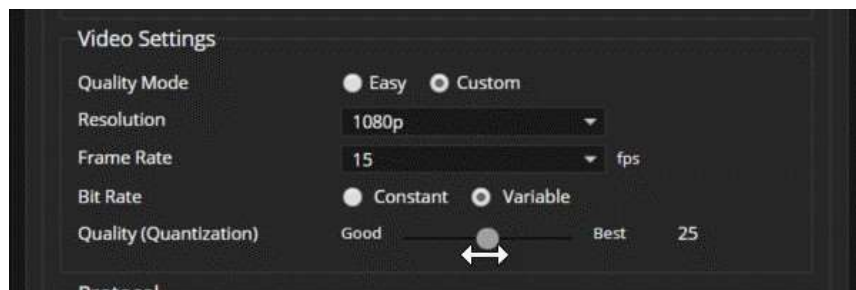 Video Settings
Quality Mode Easy Custom
Resolution 1080p
Frame Rate 15 fps
Bit Rate Constant Variable
Quality (Quantization) Good Best 25